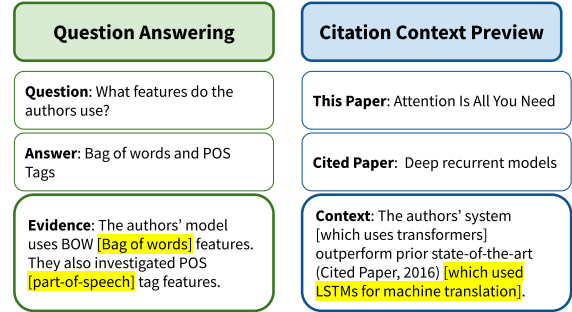 Question Answering
Question: What features do the
authors use?
Answer: Bag of words and POS
Tags
Evidence: The authors' model
uses BOW [Bag of words] features.
They also investigated POS
[part-of-speech] tag features.
Citation Context Preview
This Paper: Attention Is All You Need
Cited Paper: Deep recurrent models
Context: The authors' system
[which uses transformers]
outperform prior state-of-the-art
(Cited Paper, 2016) [which used
LSTMs for machine translation].